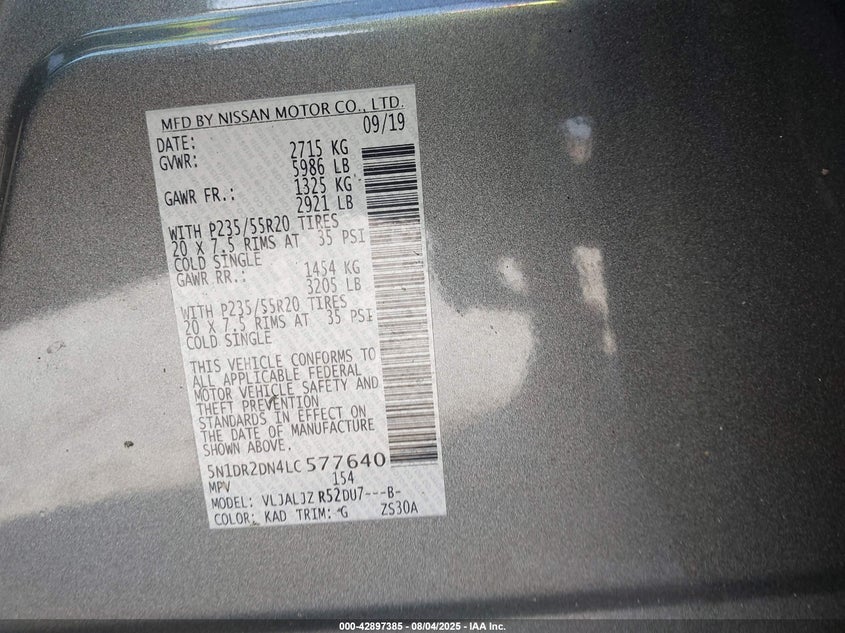 MFD BY NISSAN MOTOR CO., LTD.
DATE: 09/19
GVWR: 2715 KG
5986 LB
GAWR FR.: 1325 KG
2921 LB
WITH P235/55R20 TIRES
20 X 7.5 RIMS AT 35 PSI
COLD SINGLE
GAWR RR.: 1454 KG
3205 LB
WITH P235/55R20 TIRES
20 X 7.5 RIMS AT 35 PSI
COLD SINGLE
THIS VEHICLE CONFORMS TO
ALL APPLICABLE FEDERAL
MOTOR VEHICLE SAFETY AND
THEFT PREVENTION
STANDARDS IN EFFECT ON
THE DATE OF MANUFACTURE
SHOWN ABOVE.
5N1DR2DN4LC577640
MPV 154
MODEL: VLJALJZ R52DU7---B-
COLOR: KAD TRIM: G ZS30A
000-42897385 - 08/04/2025 - IAA Inc.